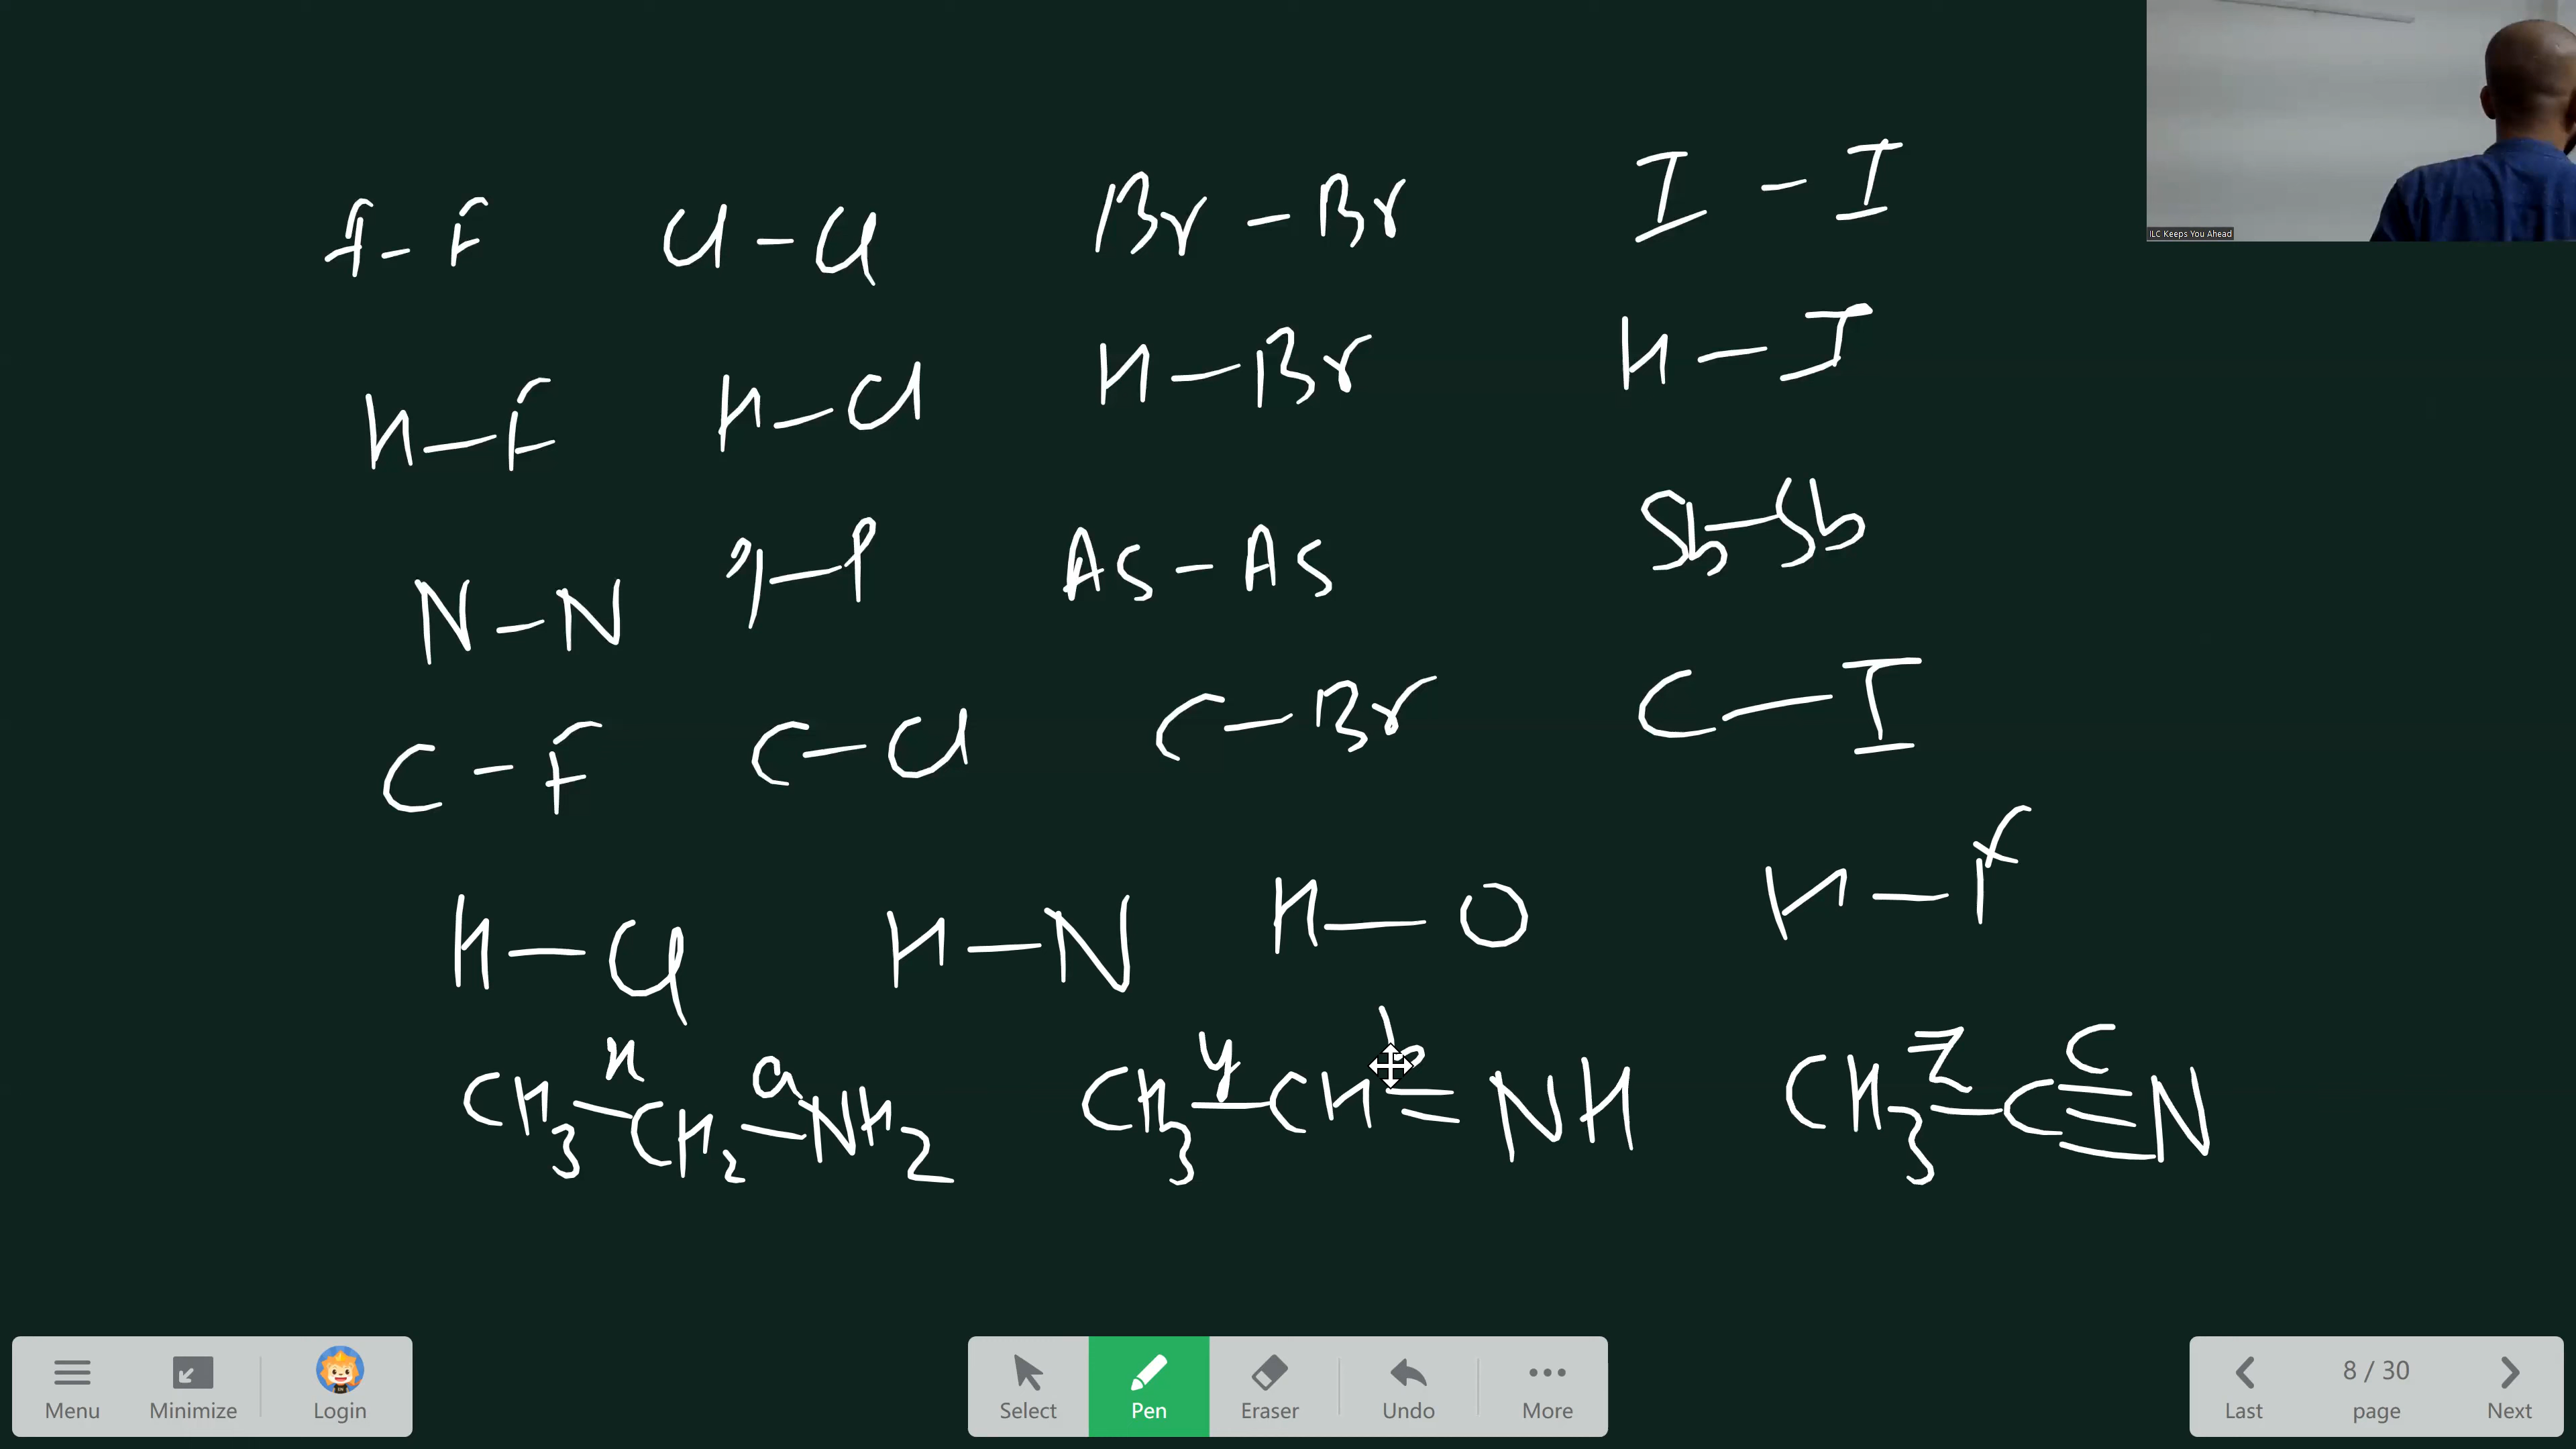 F-F Cl-Cl Br-Br I-I
H-F H-Cl H-Br H-I
N-N P-P As-As Sb-Sb
C-F C-Cl C-Br C-I
H-Cl H-N H-O H-F
x a y b z C
CH3-CH2-NH2 CH3-CH=NH CH3-C≡N
ILC Keeps You Ahead
Menu Minimize Login Select Pen Eraser Undo More Last 8 / 30 page Next